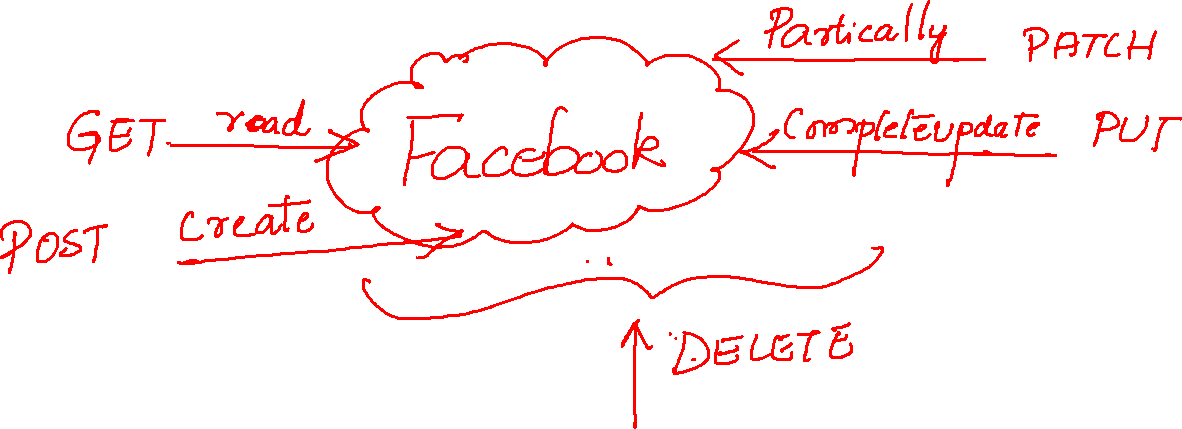 Partically PATCH
GET read Facebook Completeupdate PUT
POST create
DELETE